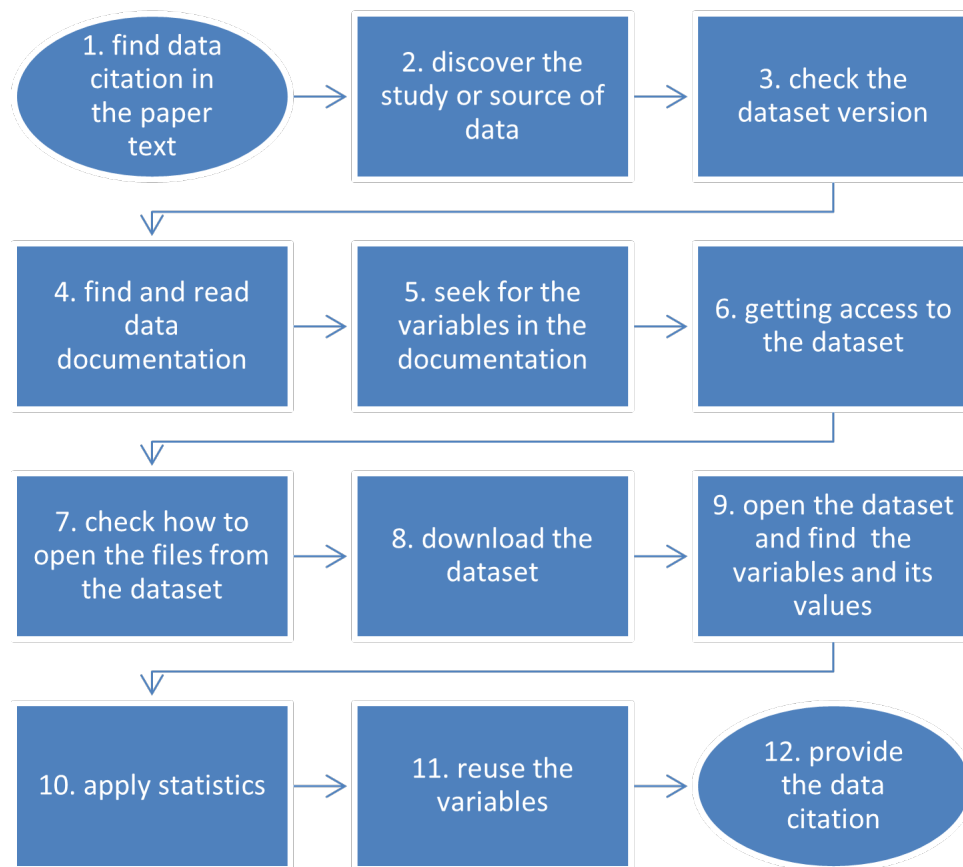 1. find data
citation in
the paper
text
2. discover the
study or source of
data
3. check the
dataset version
4. find and read
data
documentation
5. seek for the
variables in the
documentation
6. getting access to
the dataset
7. check how to
open the files from
the dataset
8. download the
dataset
9. open the dataset
and find  the
variables and its
values
10. apply statistics
11. reuse the
variables
12. provide
the data
citation